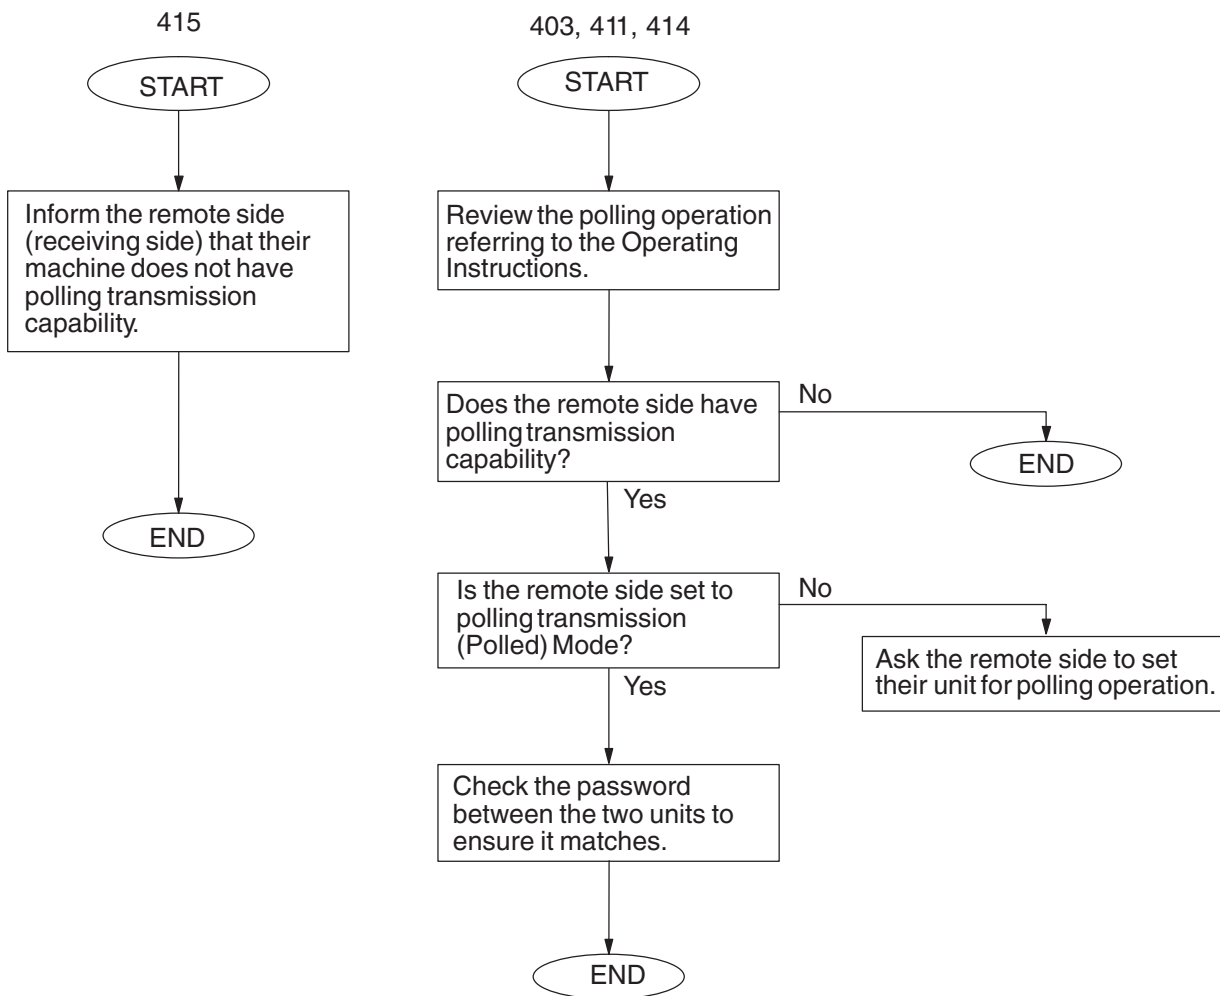 415
START
Inform the remote side
(receiving side) that their
machine does not have
polling transmission
capability.
END
403, 411, 414
START
Review the polling operation
referring to the Operating
Instructions.
Does the remote side have
polling transmission
capability?
No
END
Yes
Is the remote side set to
polling transmission
(Polled) Mode?
No
Ask the remote side to set
their unit for polling operation.
Yes
Check the password
between the two units to
ensure it matches.
END